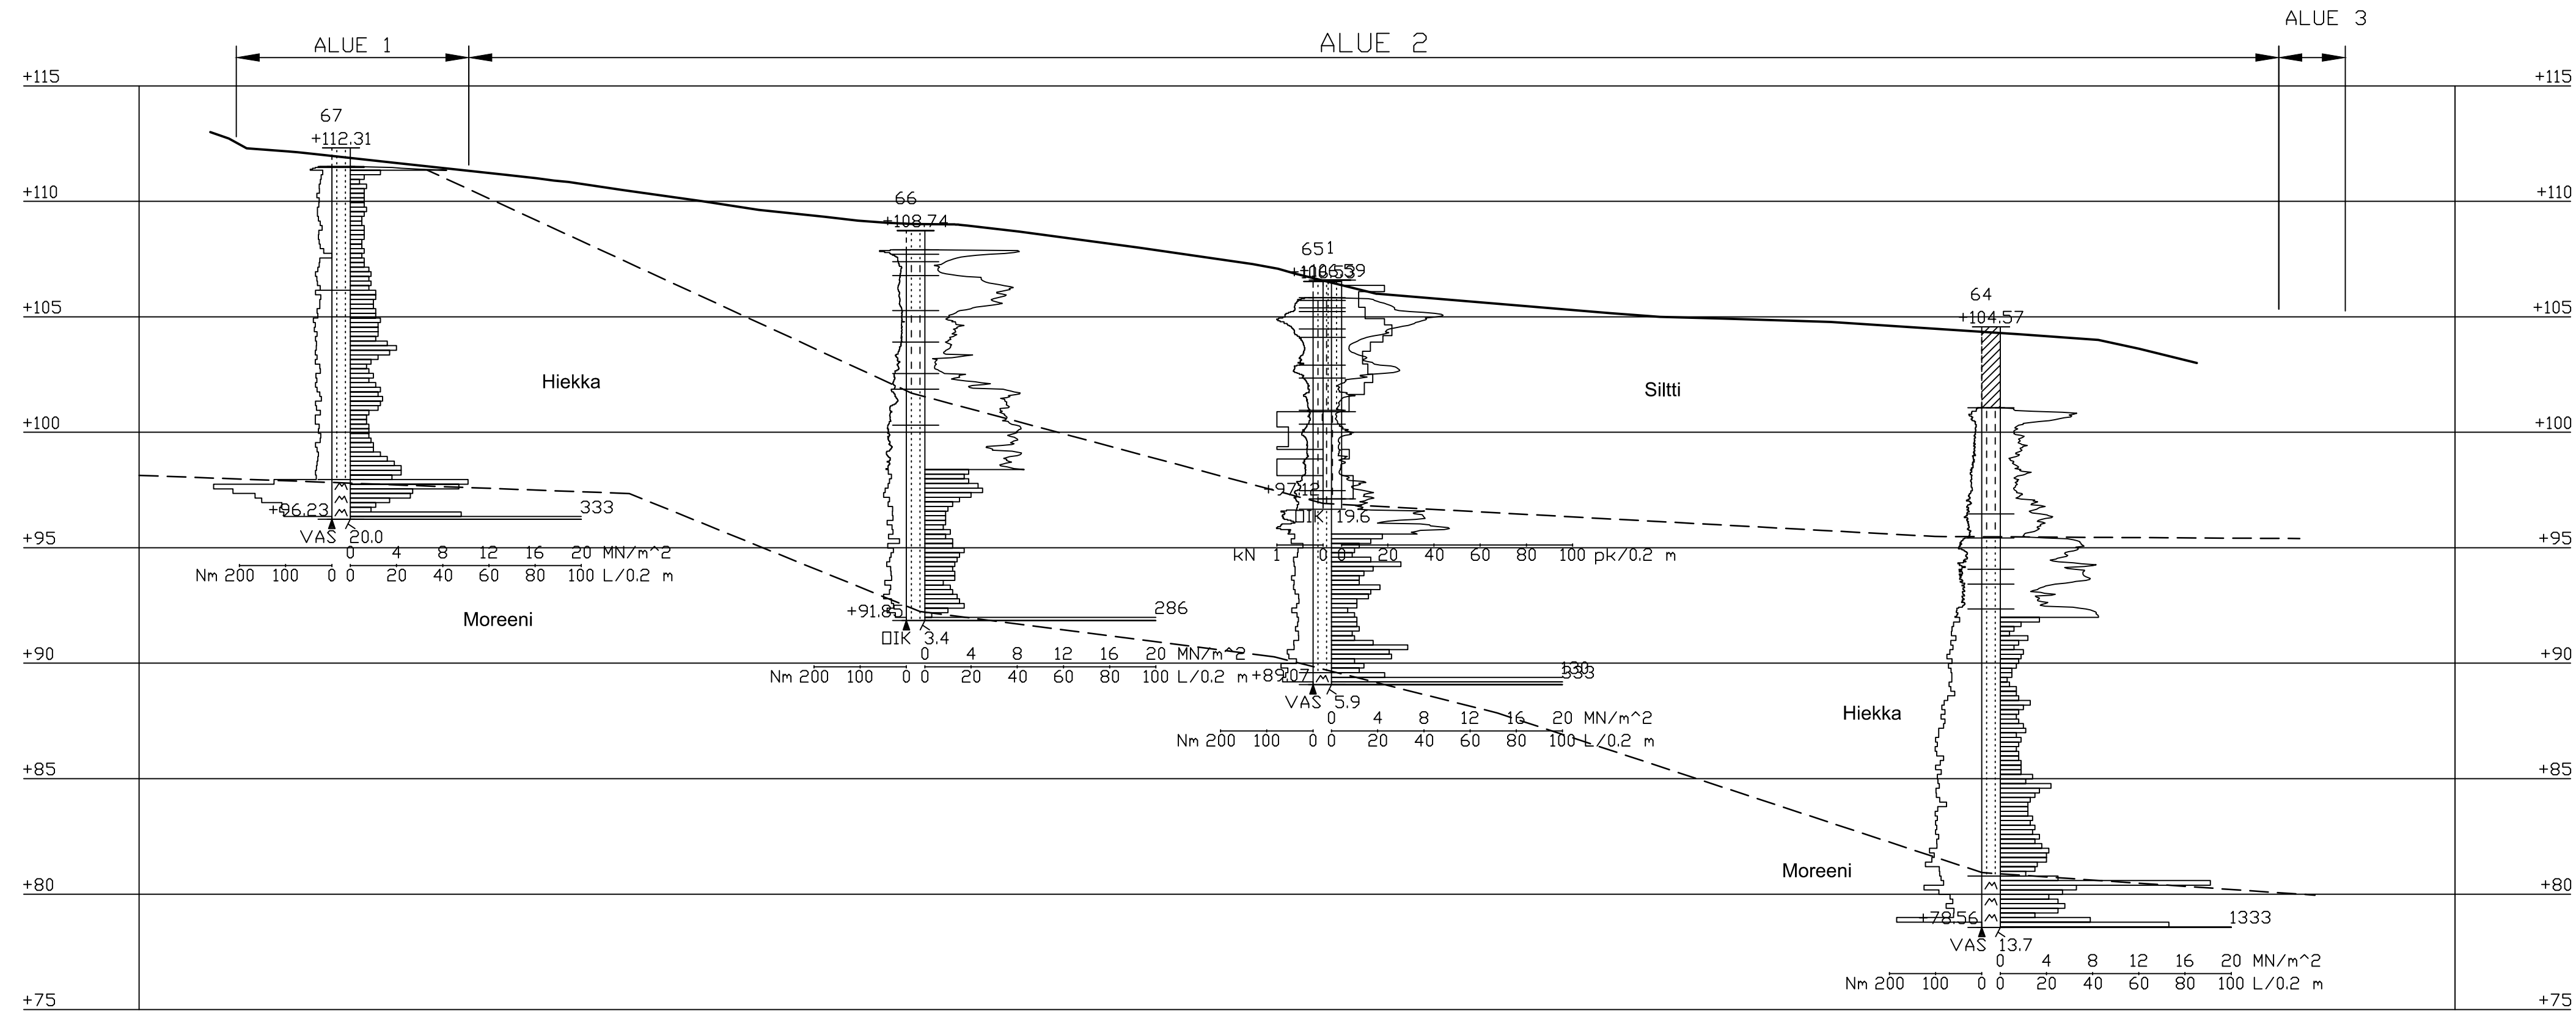 ALUE 3
ALUE 1
ALUE 2
+115
+115
67
+112.31
+110
+110
66
+108.74
65 1
+105
+105
64
+104.57
Hiekka
Siltti
+100
+100
+97.12
+96.23
333
19.6
VAS 20.0
+95
+95
0 4 8 12 16 20 MN/m^2
kN 1 0 0 20 40 60 80 100 pk/0.2 m
Nm 200 100 0 0 20 40 60 80 100 L/0.2 m
Moreeni
+91.85
286
3.4
0 4 8 12 16 20 MN/m^2
+90
+90
Nm 200 100 0 0 20 40 60 80 100 L/0.2 m
+89.07
333
VAS 5.9
Hiekka
0 4 8 12 16 20 MN/m^2
Nm 200 100 0 0 20 40 60 80 100 L/0.2 m
+85
+85
Moreeni
+80
+80
+78.56
1333
VAS 13.7
0 4 8 12 16 20 MN/m^2
Nm 200 100 0 0 20 40 60 80 100 L/0.2 m
+75
+75